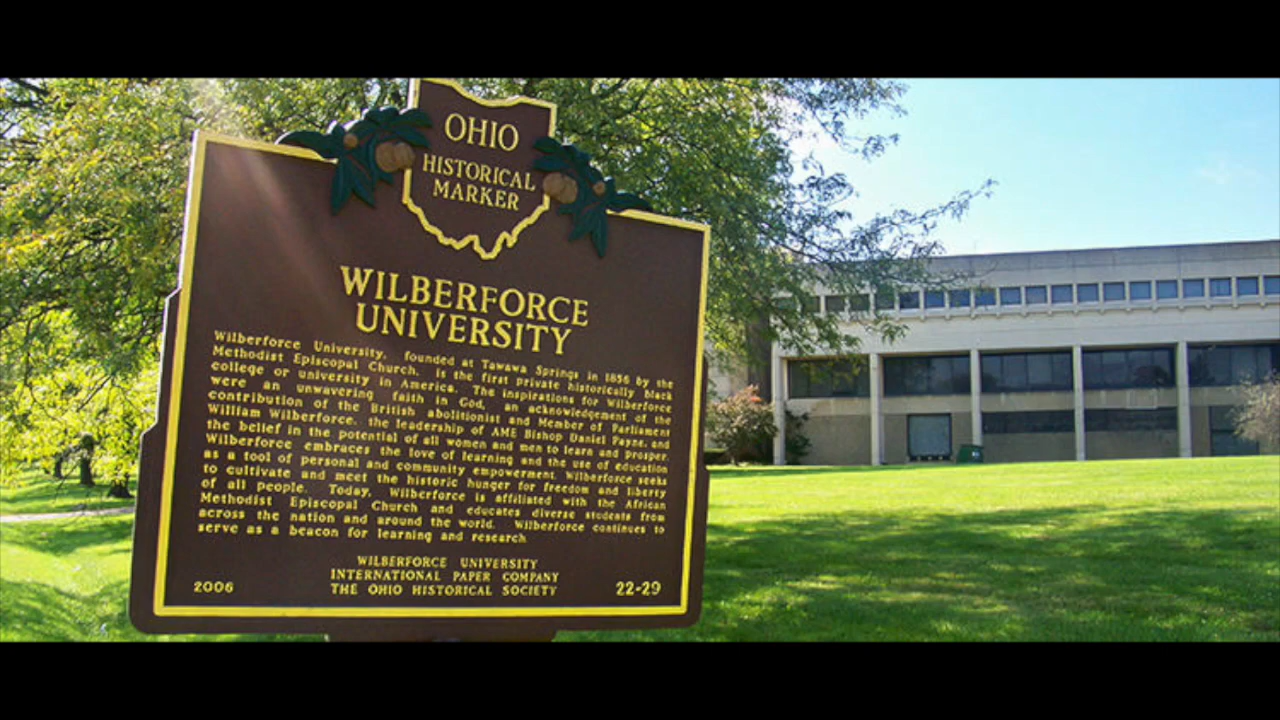 OHIO
HISTORICAL
MARKER
WILBERFORCE
UNIVERSITY
Wilberforce University, founded at Tawawa Springs in 1856 by the
Methodist Episcopal Church, is the first private historically black
college or university in America. The inspirations for Wilberforce
were an unwavering faith in God, an acknowledgement of the
contribution of the British abolitionist and Member of Parliament
William Wilberforce, the leadership of AME Bishop Daniel Payne, and
the belief in the potential of all women and men to learn and prosper.
Wilberforce embraces the love of learning and the use of education
as a tool of personal and community empowerment. Wilberforce seeks
to cultivate and meet the historic hunger for freedom and liberty
of all people. Today, Wilberforce is affiliated with the African
Methodist Episcopal Church and educates diverse students from
across the nation and around the world. Wilberforce continues to
serve as a beacon for learning and research.
WILBERFORCE UNIVERSITY
INTERNATIONAL PAPER COMPANY
THE OHIO HISTORICAL SOCIETY
2006
22-29